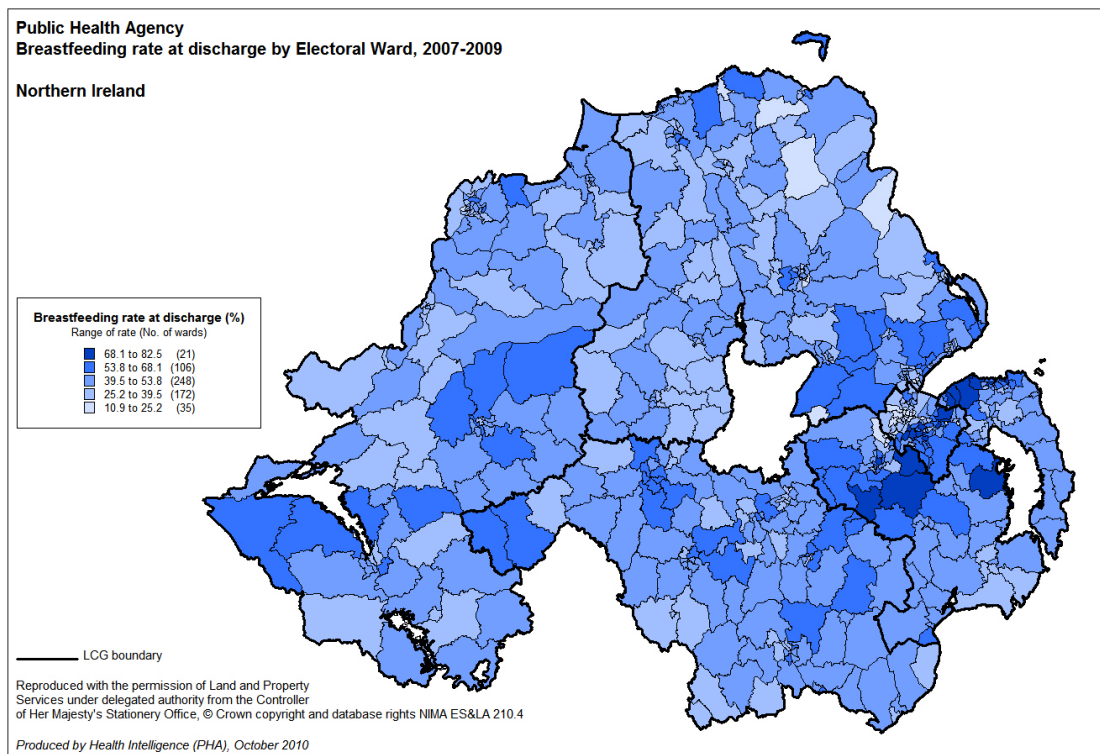 Public Health Agency
Breastfeeding rate at discharge by Electoral Ward, 2007-2009
Northern Ireland
Breastfeeding rate at discharge (%)
Range of rate (No. of wards)
68.1 to 82.5 (21)
53.8 to 68.1 (106)
39.5 to 53.8 (248)
25.2 to 39.5 (172)
10.9 to 25.2 (35)
LCG boundary
Reproduced with the permission of Land and Property
Services under delegated authority from the Controller
of Her Majesty's Stationery Office, © Crown copyright and database rights NIMA ES&LA 210.4
Produced by Health Intelligence (PHA), October 2010